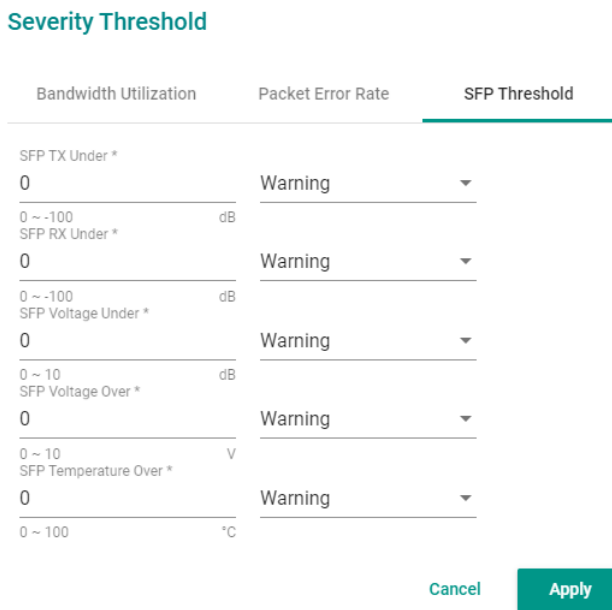 Severity Threshold
Bandwidth Utilization Packet Error Rate SFP Threshold
SFP TX Under *
0 Warning
0 ~ -100 dB
SFP RX Under *
0 Warning
0 ~ -100 dB
SFP Voltage Under *
0 Warning
0 ~ 10 dB
SFP Voltage Over *
0 Warning
0 ~ 10 V
SFP Temperature Over *
0 Warning
0 ~ 100 °C
Cancel Apply